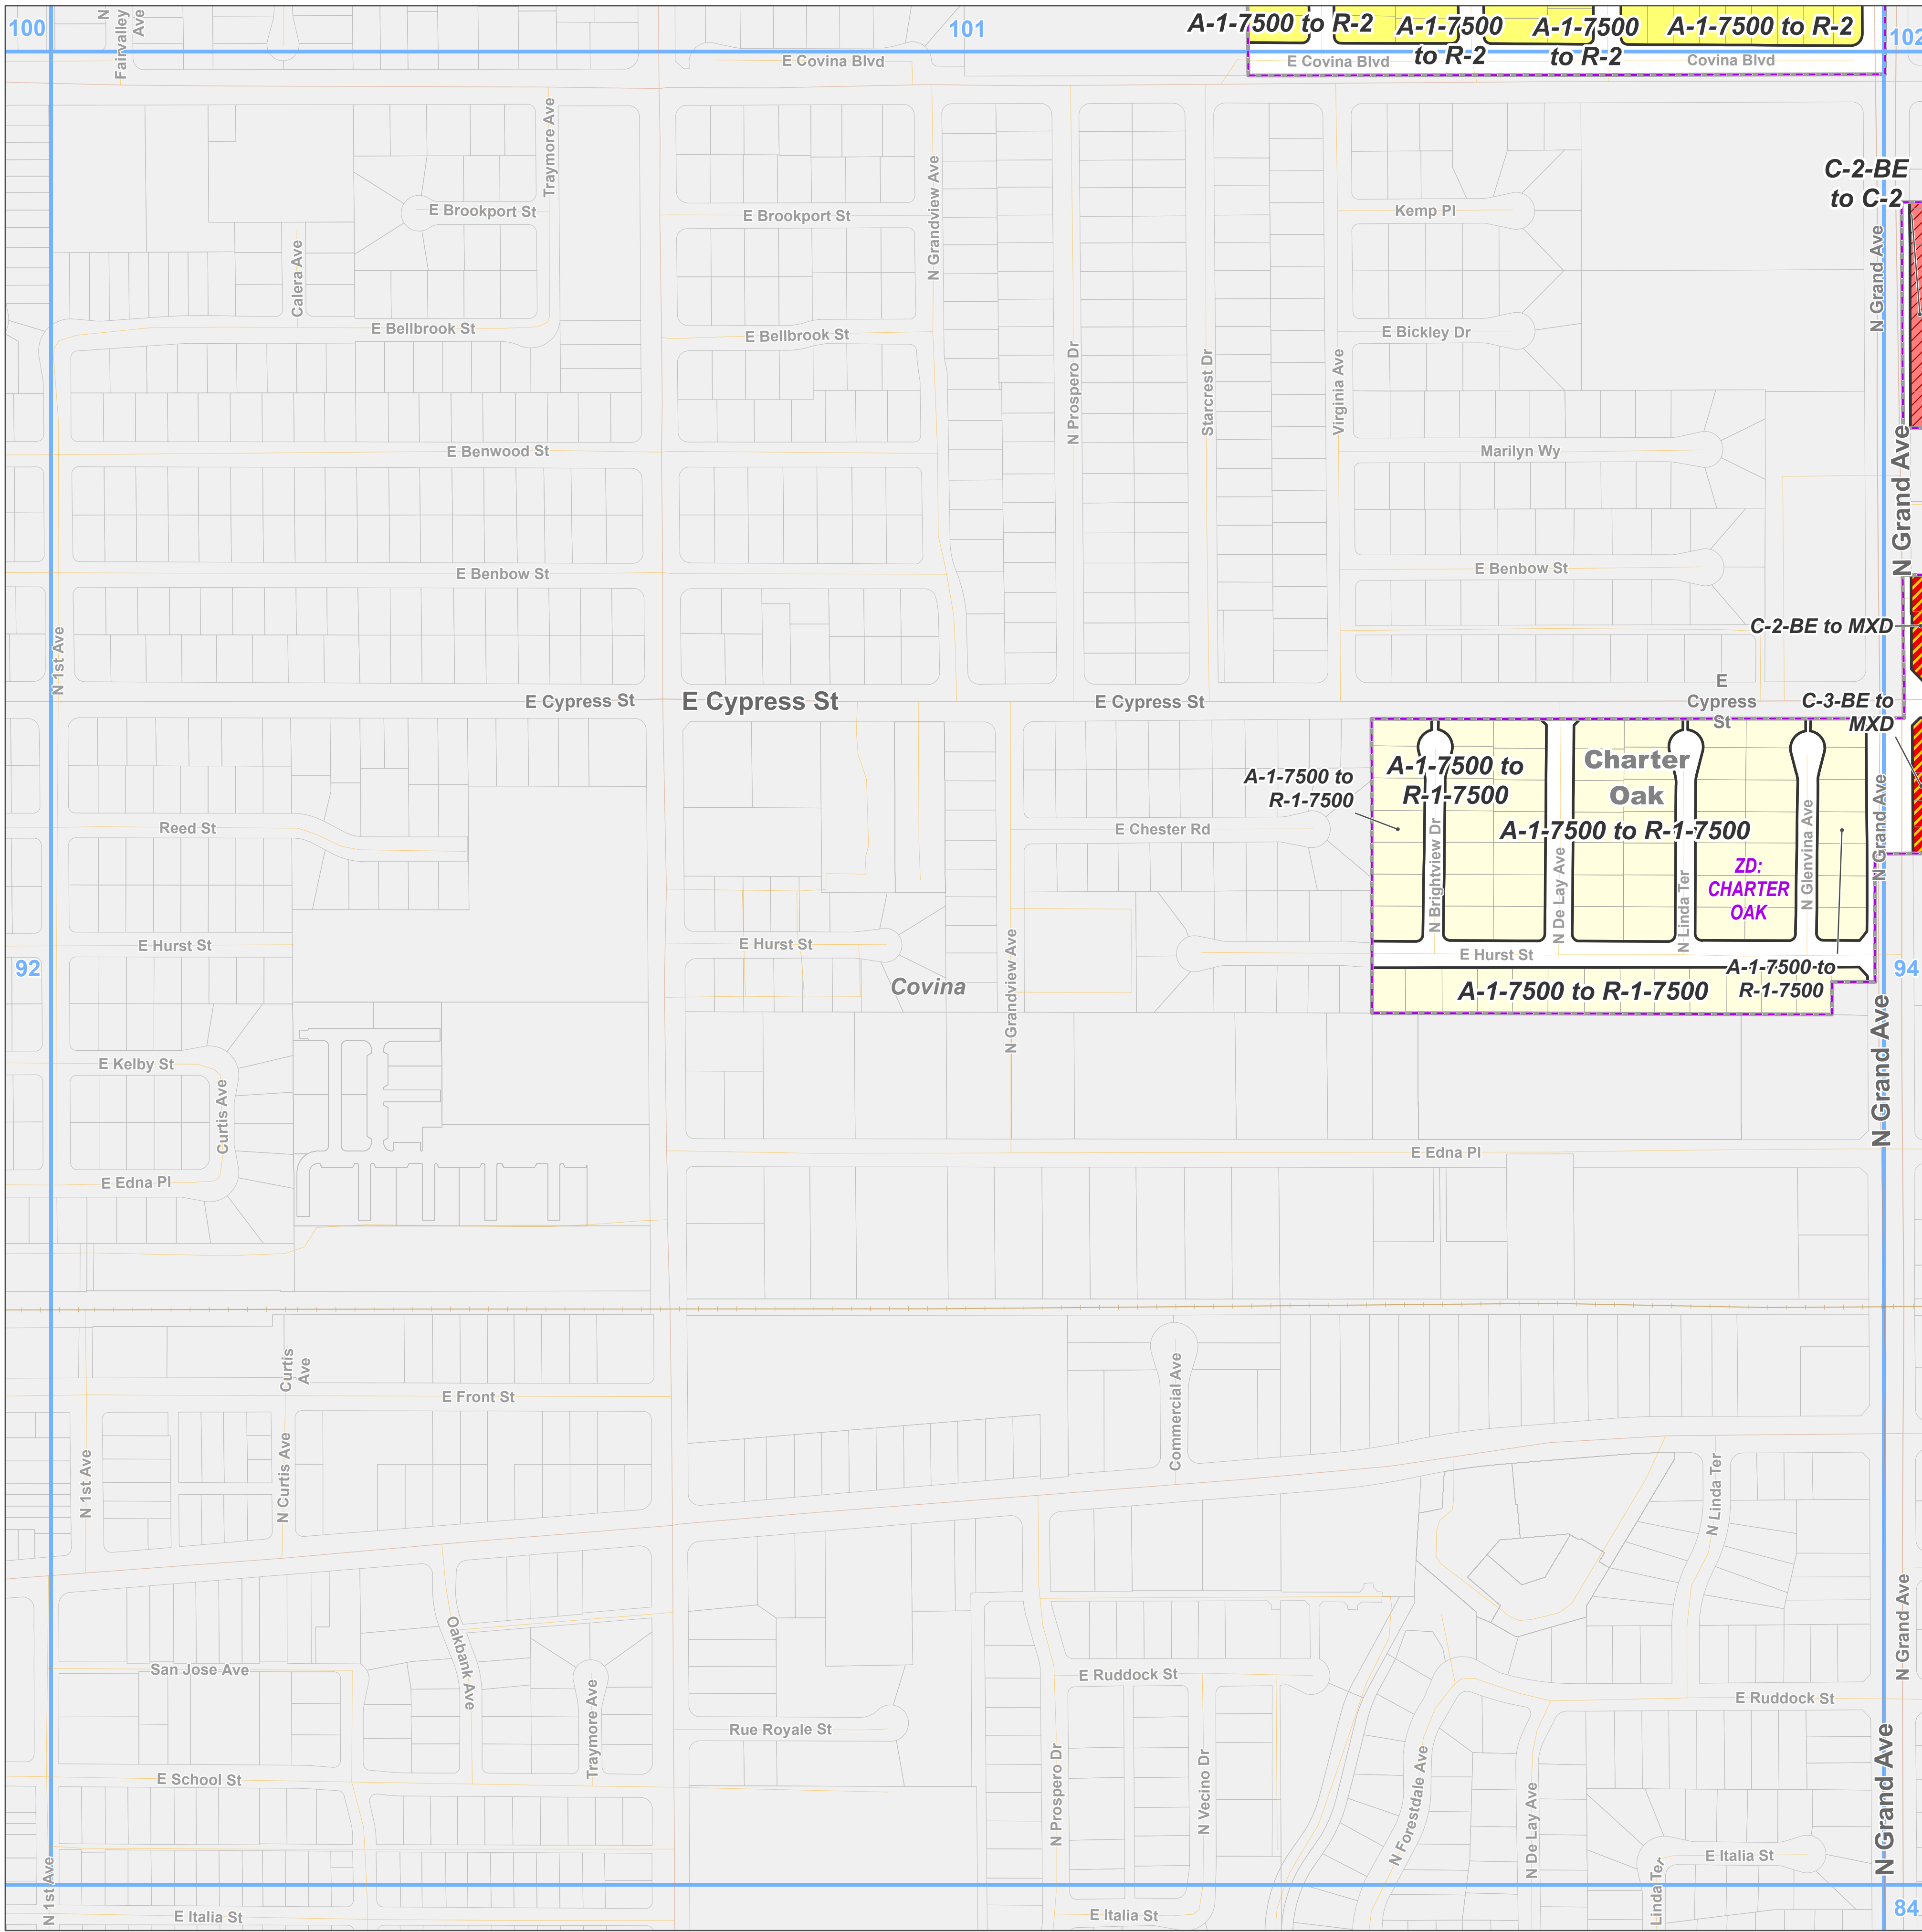 100
N
Fairvalley
Ave
101
A-1-7500 to R-2
A-1-7500
to R-2
A-1-7500
to R-2
A-1-7500 to R-2
102
E Covina Blvd
E Covina Blvd
Covina Blvd
Traymore Ave
N Grandview Ave
C-2-BE
to C-2
E Brookport St
E Brookport St
Kemp Pl
Calera Ave
N Grand Ave
E Bellbrook St
E Bellbrook St
E Bickley Dr
N Prospero Dr
Starcrest Dr
Virginia Ave
E Benwood St
Marilyn Wy
N Grand Ave
E Benbow St
E Benbow St
N 1st Ave
C-2-BE to MXD
E Cypress St
E Cypress St
E Cypress St
E
Cypress
St
C-3-BE to
MXD
A-1-7500 to
R-1-7500
A-1-7500 to
R-1-7500
Charter
Oak
A-1-7500 to R-1-7500
N Grand Ave
Reed St
E Chester Rd
N Brightview Dr
N De Lay Ave
N Linda Ter
ZD:
CHARTER
OAK
N Glenvina Ave
E Hurst St
E Hurst St
E Hurst St
92
Covina
N Grandview Ave
A-1-7500 to R-1-7500
A-1-7500 to
R-1-7500
94
E Kelby St
Curtis Ave
N Grand Ave
E Edna Pl
E Edna Pl
Curtis
Ave
E Front St
Commercial Ave
N 1st Ave
N Curtis Ave
N Linda Ter
Oakbank Ave
San Jose Ave
Traymore Ave
E Ruddock St
N Grand Ave
E Ruddock St
Rue Royale St
E School St
N Prospero Dr
N Vecino Dr
N Forestdale Ave
N De Lay Ave
N Grand Ave
N 1st Ave
E Italia St
Linda Ter
E Italia St
E Italia St
84